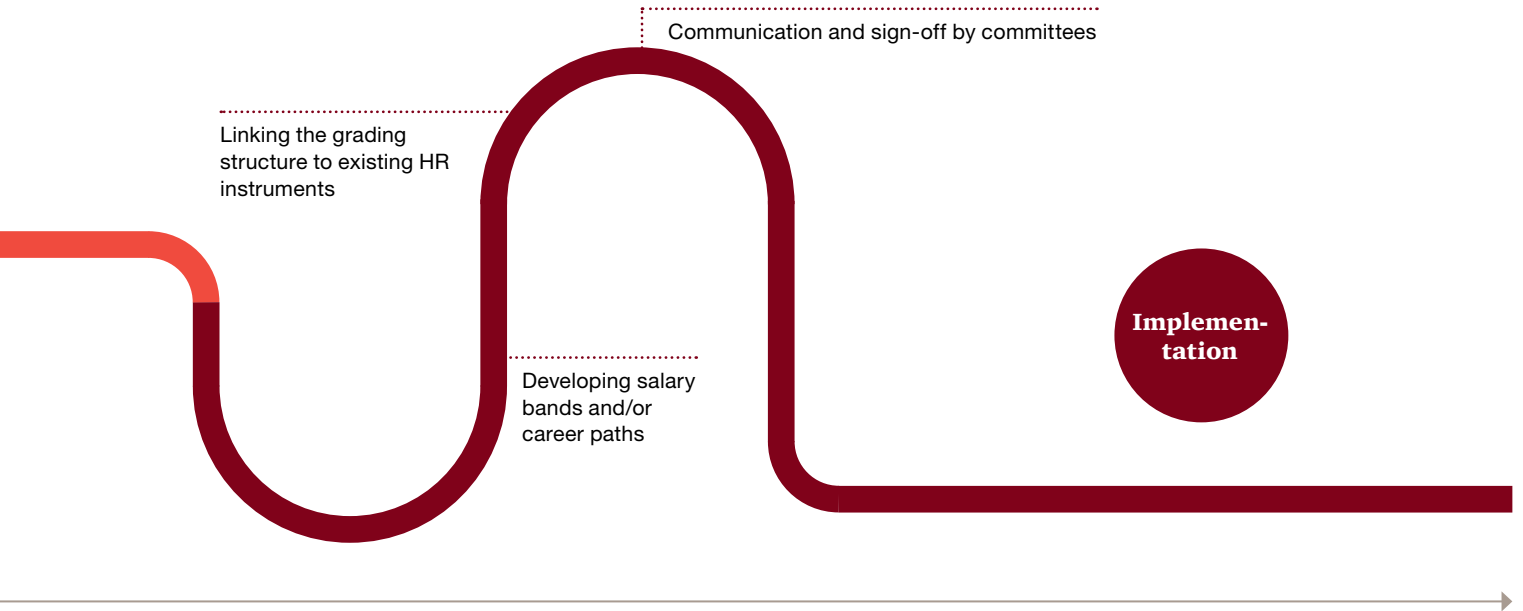 Communication and sign-off by committees
Linking the grading
structure to existing HR
instruments
Implemen-
tation
Developing salary
bands and/or
career paths